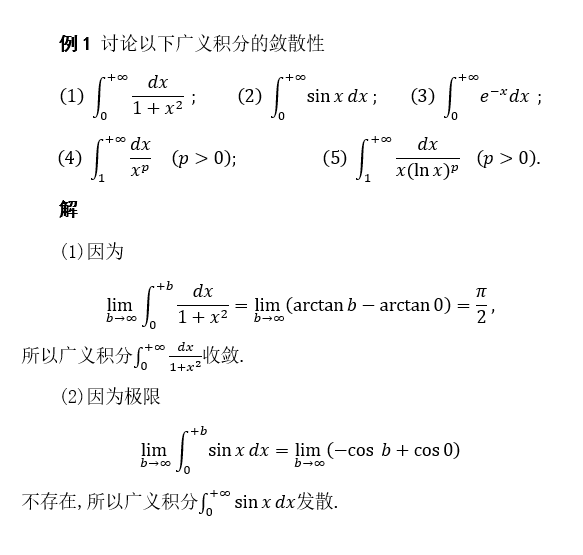 例1 讨论以下广义积分的敛散性
(1) ∫₀^{+∞} dx/(1 + x²) ; (2) ∫₀^{+∞} sin x dx ; (3) ∫₀^{+∞} e^{−x}dx ;
(4) ∫₁^{+∞} dx/x^p (p > 0); (5) ∫₁^{+∞} dx/(x(ln x)^p) (p > 0).
解
(1)因为
lim_{b→∞} ∫₀^{+b} dx/(1 + x²) = lim_{b→∞} (arctan b − arctan 0) = π/2 ,
所以广义积分∫₀^{+∞} dx/(1+x²)收敛.
(2)因为极限
lim_{b→∞} ∫₀^{+b} sin x dx = lim_{b→∞} (−cos b + cos 0)
不存在,所以广义积分∫₀^{+∞} sin x dx发散.